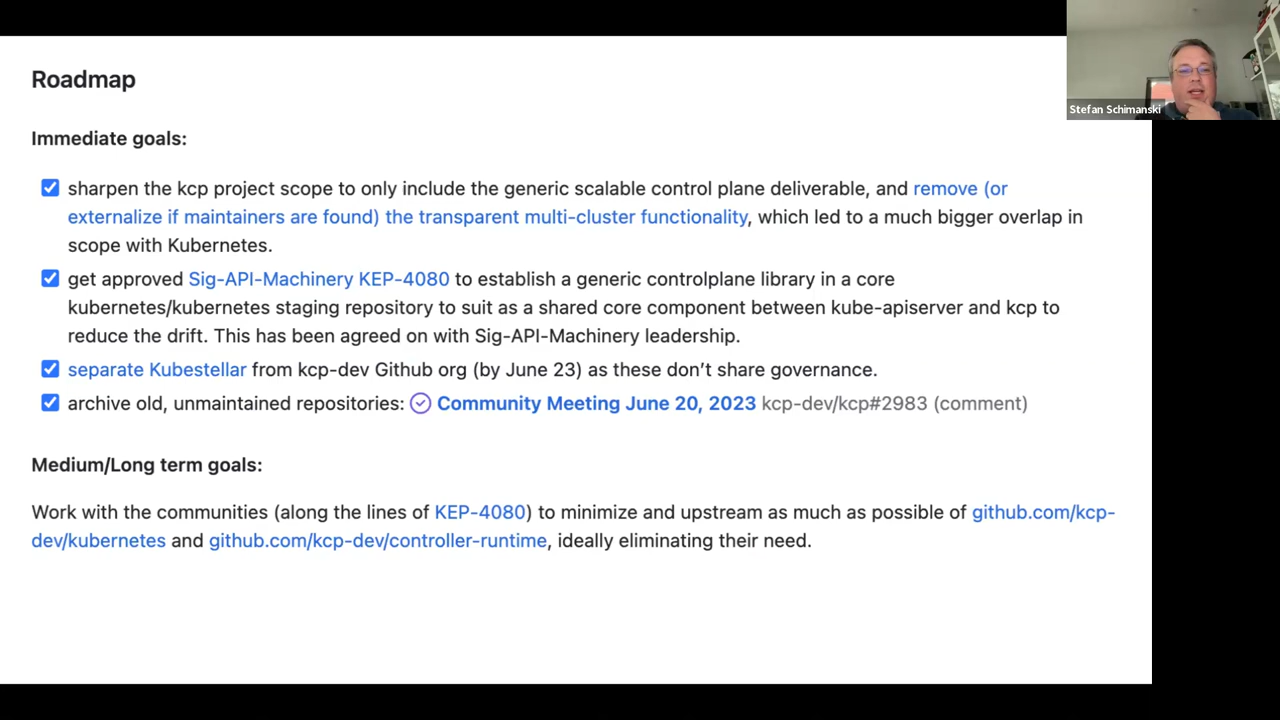 Stefan Schimanski
Roadmap
Immediate goals:
sharpen the kcp project scope to only include the generic scalable control plane deliverable, and remove (or
externalize if maintainers are found) the transparent multi-cluster functionality, which led to a much bigger overlap in
scope with Kubernetes.
get approved Sig-API-Machinery KEP-4080 to establish a generic controlplane library in a core
kubernetes/kubernetes staging repository to suit as a shared core component between kube-apiserver and kcp to
reduce the drift. This has been agreed on with Sig-API-Machinery leadership.
separate Kubestellar from kcp-dev Github org (by June 23) as these don’t share governance.
archive old, unmaintained repositories: Community Meeting June 20, 2023 kcp-dev/kcp#2983 (comment)
Medium/Long term goals:
Work with the communities (along the lines of KEP-4080) to minimize and upstream as much as possible of github.com/kcp-
dev/kubernetes and github.com/kcp-dev/controller-runtime, ideally eliminating their need.